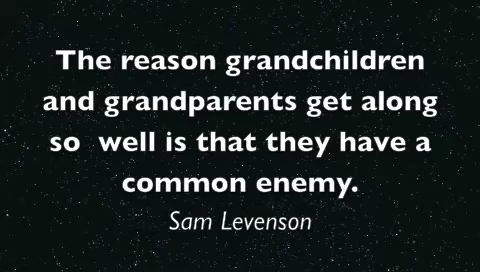 The reason grandchildren
and grandparents get along
so  well is that they have a
common enemy.
Sam Levenson